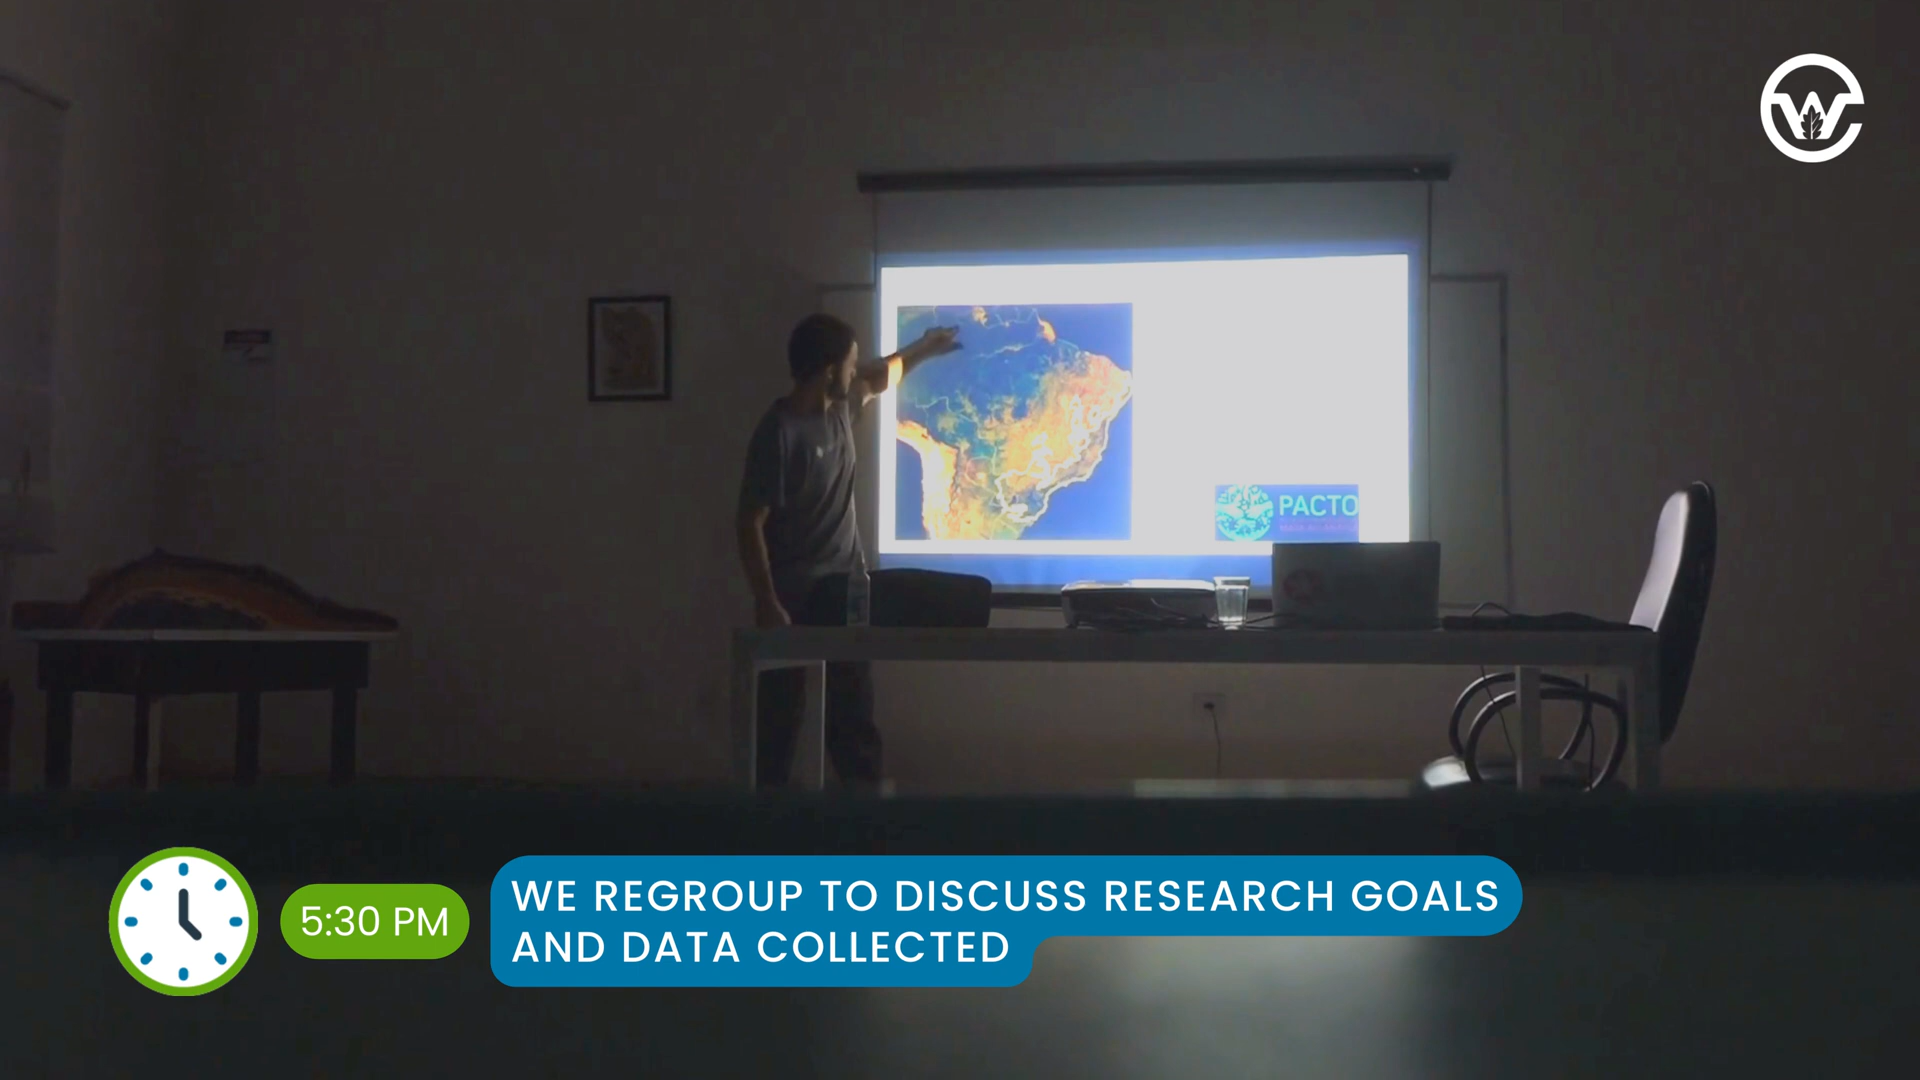 PACTO
5:30 PM
WE REGROUP TO DISCUSS RESEARCH GOALS
AND DATA COLLECTED